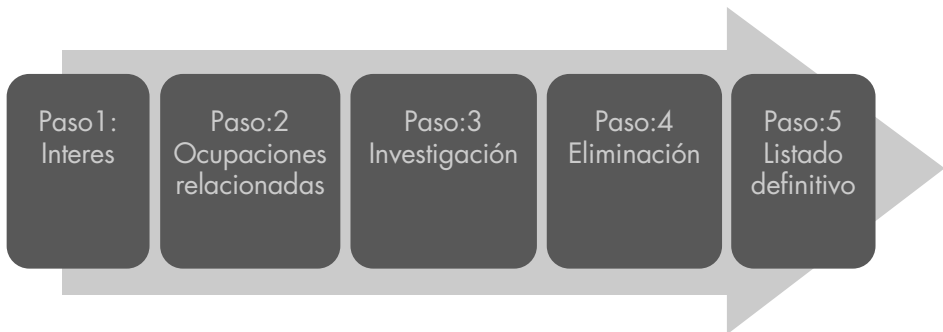 Paso1:
Interes
Paso:2
Ocupaciones
relacionadas
Paso:3
Investigación
Paso:4
Eliminación
Paso:5
Listado
definitivo